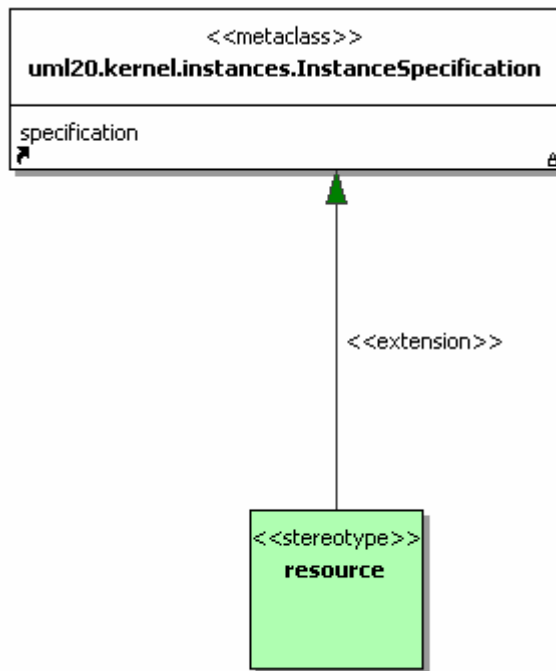 <<metaclass>>
uml20.kernel.instances.InstanceSpecification
specification
<<extension>>
<<stereotype>>
resource